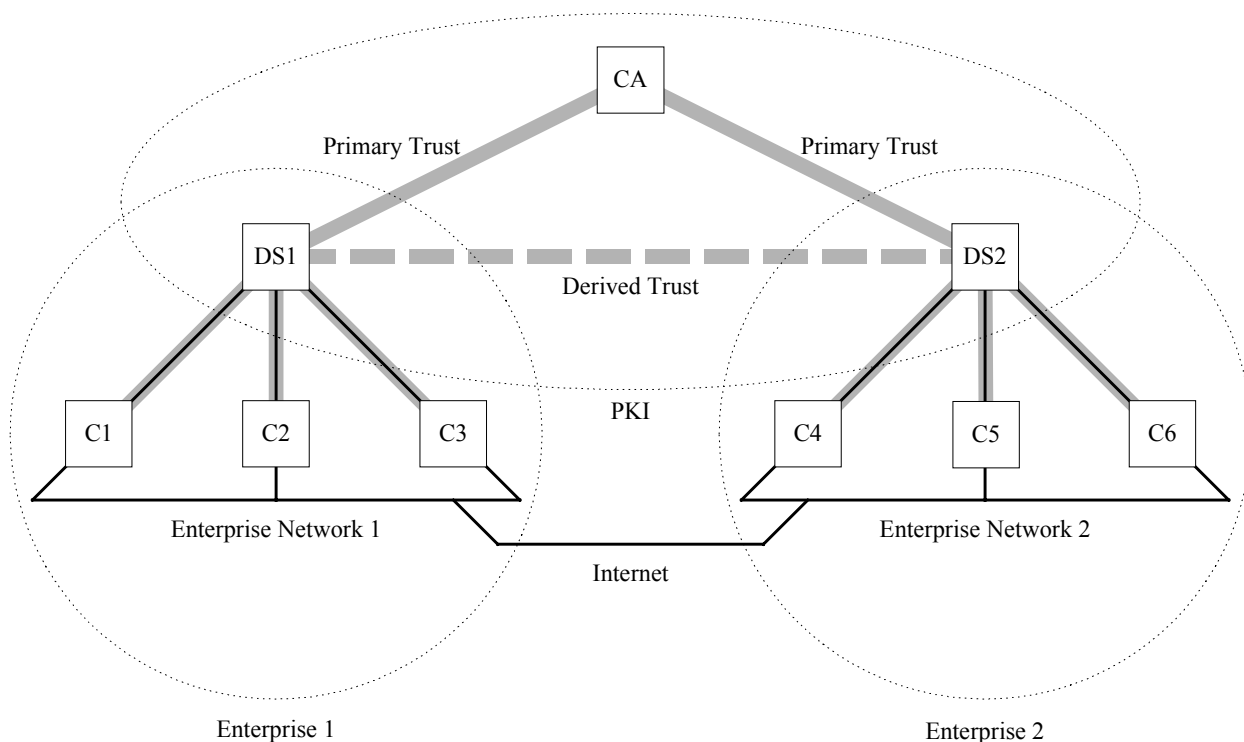 CA
Primary Trust
Primary Trust
DS1
DS2
Derived Trust
PKI
C1
C2
C3
C4
C5
C6
Enterprise Network 1
Enterprise Network 2
Internet
Enterprise 1
Enterprise 2